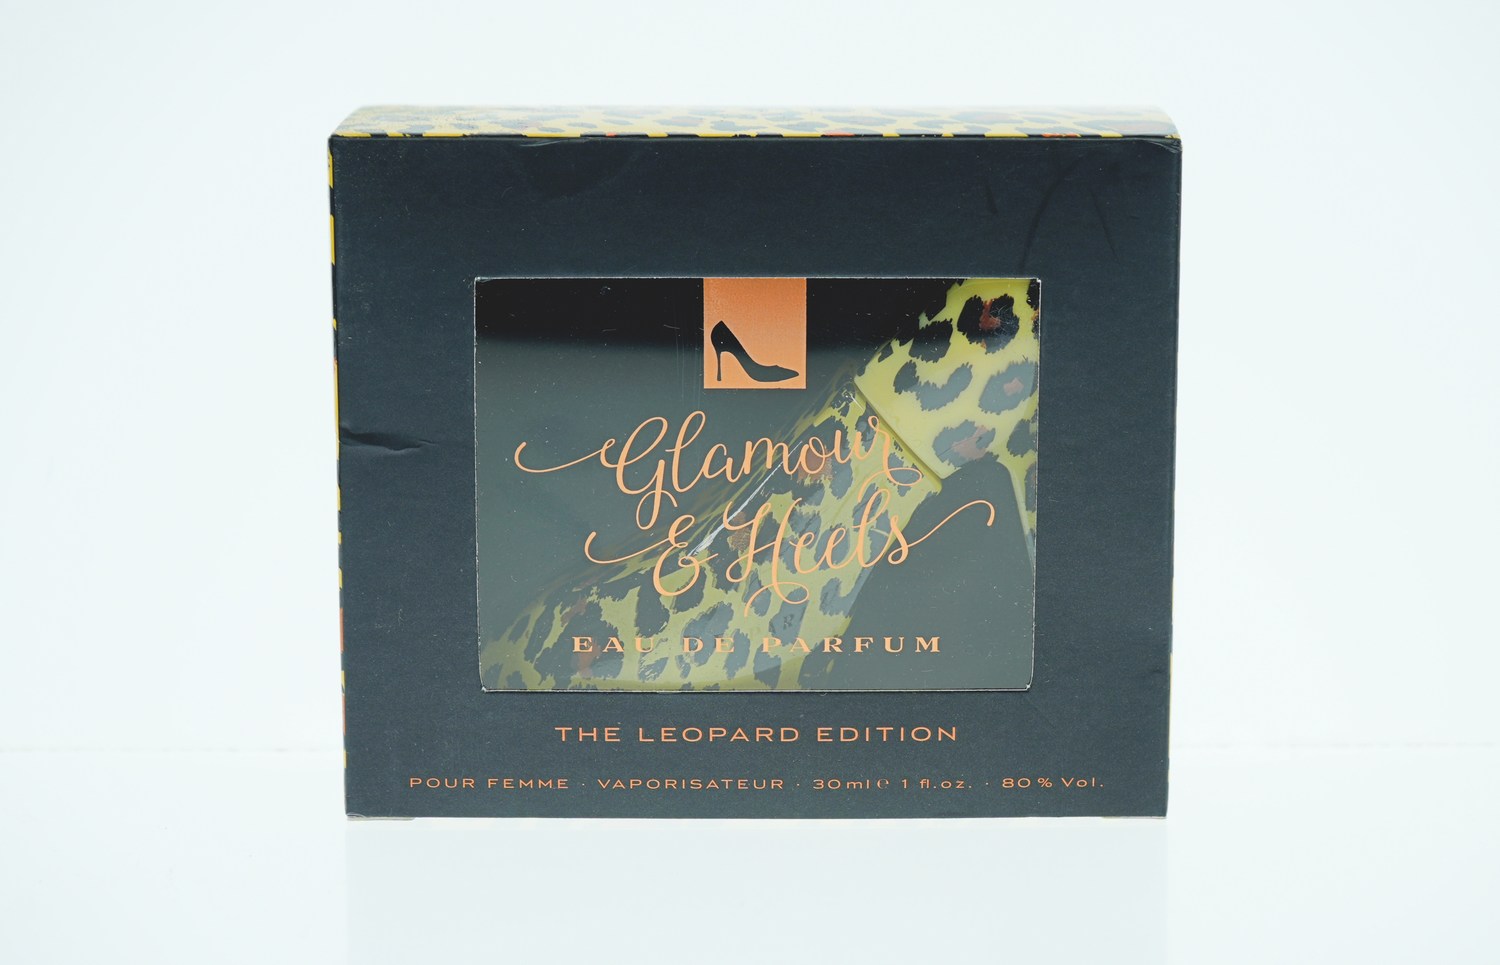 Glamour
& Heels
EAU DE PARFUM
THE LEOPARD EDITION
POUR FEMME · VAPORISATEUR · 30ml ℮ 1 fl.oz. · 80% Vol.